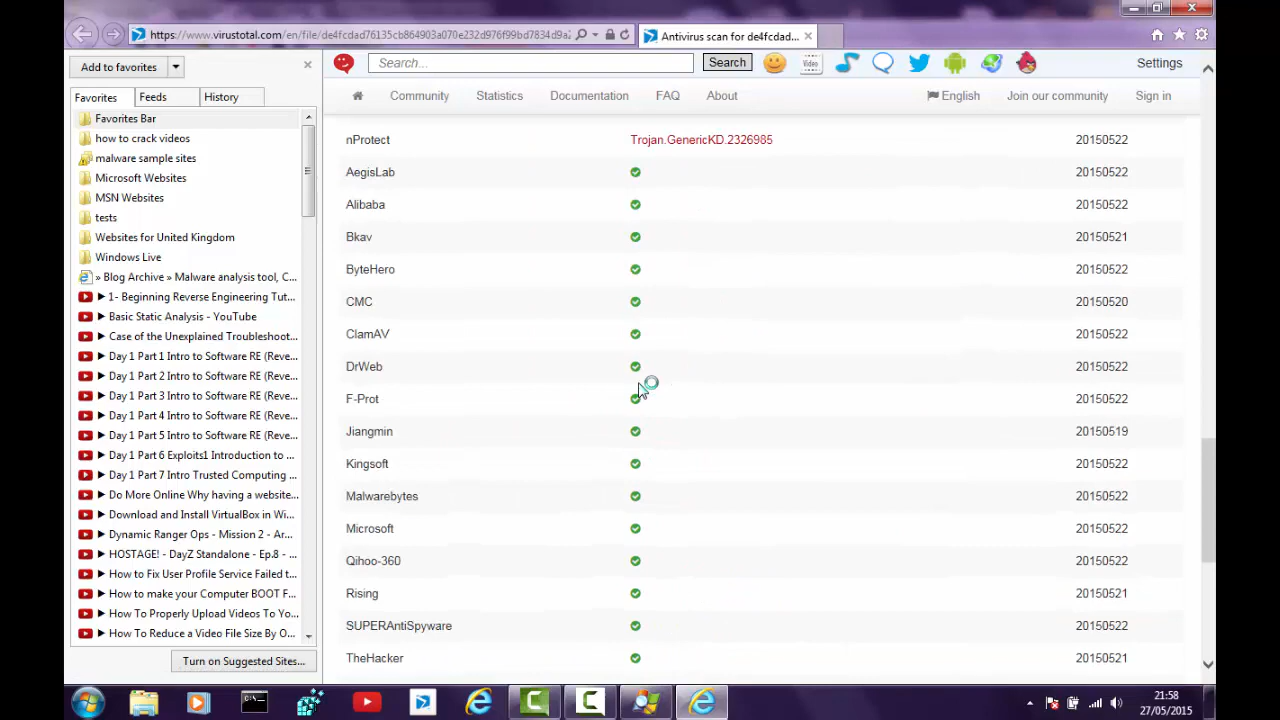 https://www.virustotal.com/en/file/de4fcdad76135cb864903a070e232d976f90bd7834d9a2
Antivirus scan for de4fcdad...
Add to favorites
Search...
Search
Video
Settings
Favorites
Feeds
History
Community
Statistics
Documentation
FAQ
About
English
Join our community
Sign in
Favorites Bar
how to crack videos
malware sample sites
Microsoft Websites
MSN Websites
tests
Websites for United Kingdom
Windows Live
» Blog Archive » Malware analysis tool, C...
1- Beginning Reverse Engineering Tut...
Basic Static Analysis - YouTube
Case of the Unexplained Troubleshoot...
Day 1 Part 1 Intro to Software RE (Reve...
Day 1 Part 2 Intro to Software RE (Reve...
Day 1 Part 3 Intro to Software RE (Reve...
Day 1 Part 4 Intro to Software RE (Reve...
Day 1 Part 5 Intro to Software RE (Reve...
Day 1 Part 6 Exploits1 Introduction to ...
Day 1 Part 7 Intro Trusted Computing ...
Do More Online Why having a website...
Download and Install VirtualBox in Wi...
Dynamic Ranger Ops - Mission 2 - Ar...
HOSTAGE! - DayZ Standalone - Ep.8 - ...
How to Fix User Profile Service Failed t...
How to make your Computer BOOT F...
How To Properly Upload Videos To Yo...
How To Reduce a Video File Size By O...
Turn on Suggested Sites...
nProtect Trojan.GenericKD.2326985 20150522
AegisLab 20150522
Alibaba 20150522
Bkav 20150521
ByteHero 20150522
CMC 20150520
ClamAV 20150522
DrWeb 20150522
F-Prot 20150522
Jiangmin 20150519
Kingsoft 20150522
Malwarebytes 20150522
Microsoft 20150522
Qihoo-360 20150522
Rising 20150521
SUPERAntiSpyware 20150522
TheHacker 20150521
21:58
27/05/2015